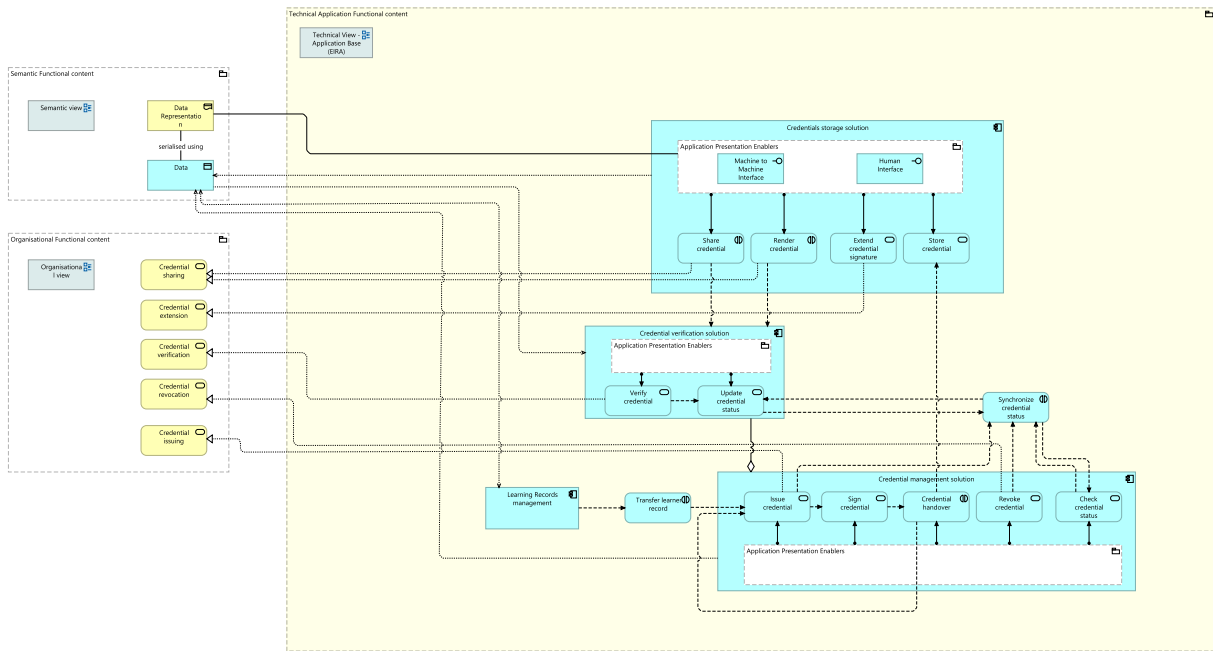 Technical Application Functional content
Technical View -
Application Base
(EIRA)
Semantic Functional content
Semantic view
Data
Representatio
n
serialised using
Data
Organisational Functional content
Organisationa
l view
Credential
sharing
Credential
extension
Credential
verification
Credential
revocation
Credential
issuing
Credentials storage solution
Application Presentation Enablers
Machine to
Machine
Interface
Human
Interface
Share
credential
Render
credential
Extend
credential
signature
Store
credential
Credential verification solution
Application Presentation Enablers
Verify
credential
Update
credential
status
Synchronize
credential
status
Learning Records
management
Transfer learner
record
Credential management solution
Issue
credential
Sign
credential
Credential
handover
Revoke
credential
Check
credential
status
Application Presentation Enablers